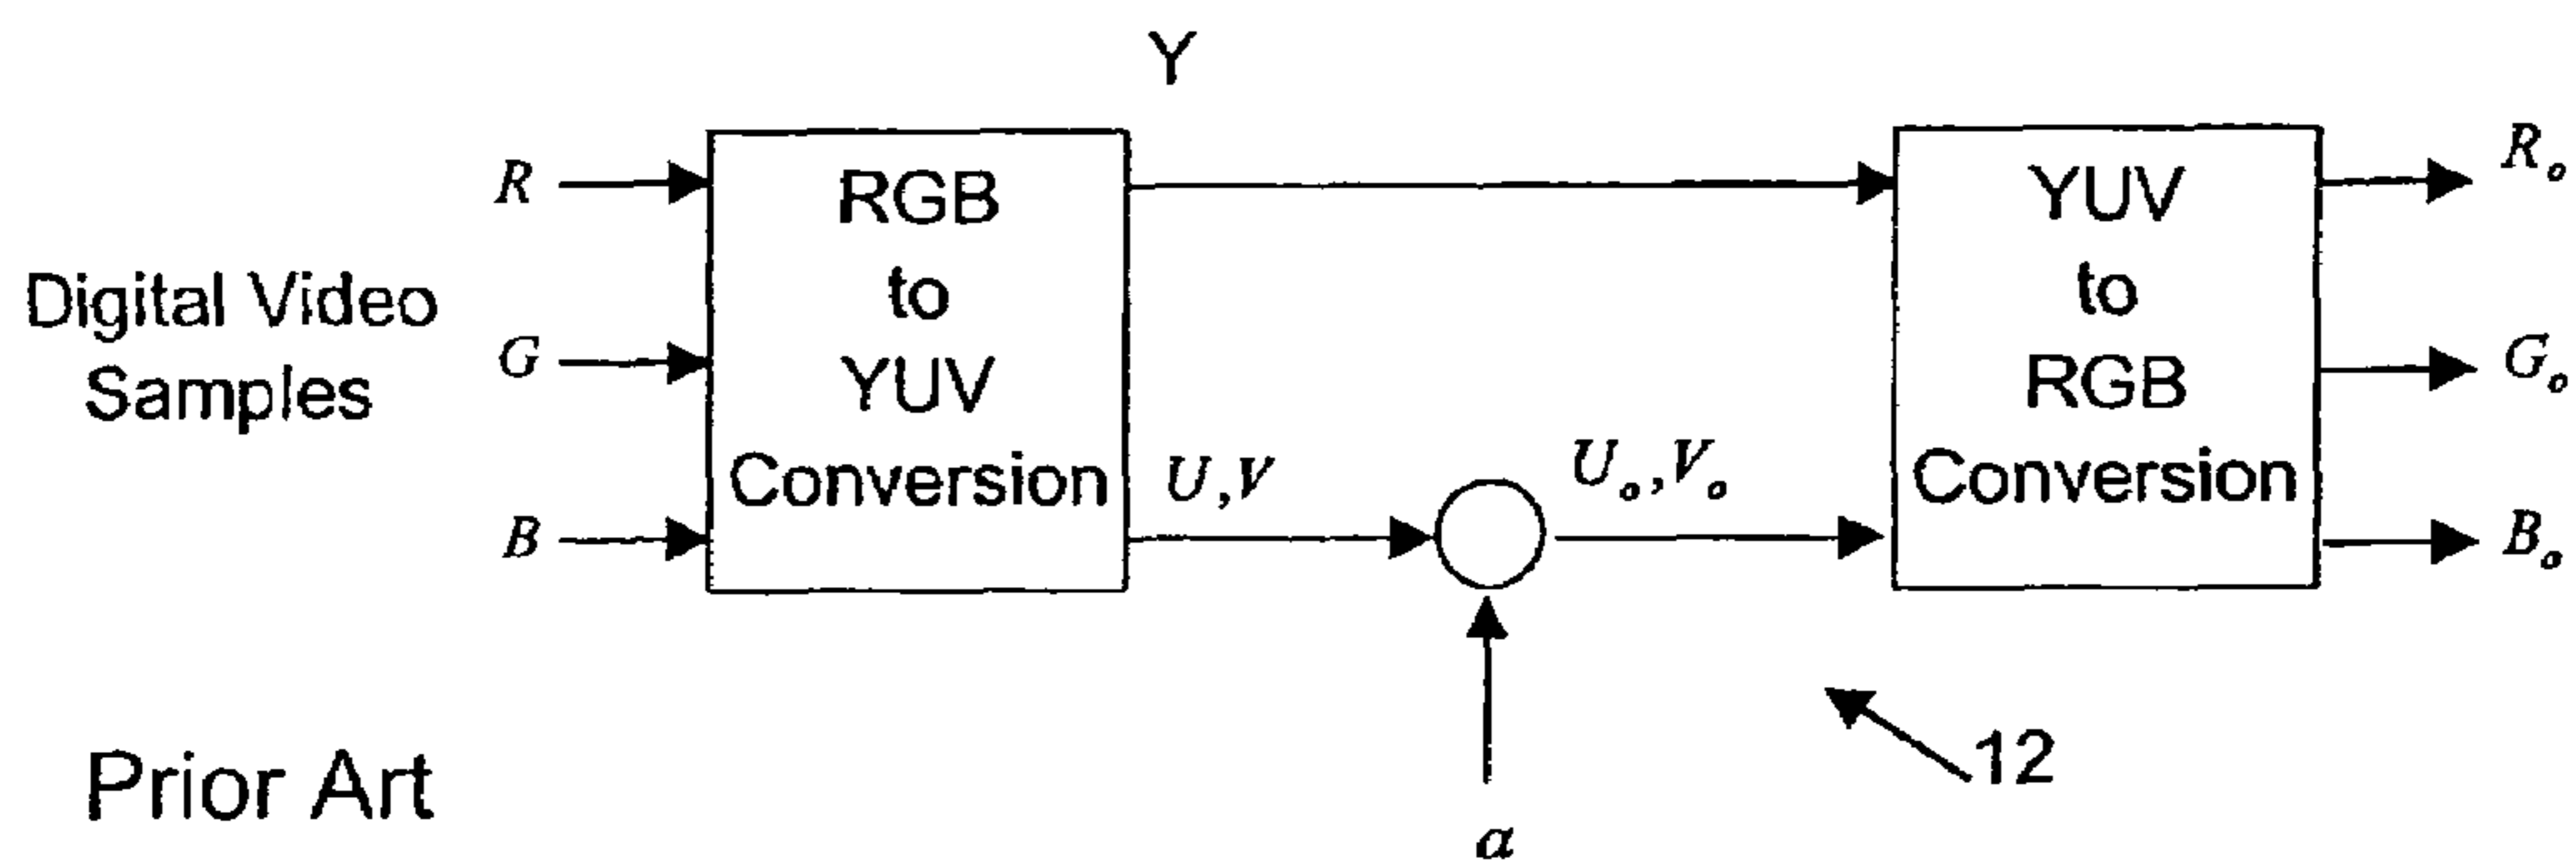 Y
Digital Video
Samples
R
G
B
RGB
to
YUV
Conversion
U,V
a
Uₒ,Vₒ
YUV
to
RGB
Conversion
Rₒ
Gₒ
Bₒ
12
Prior Art